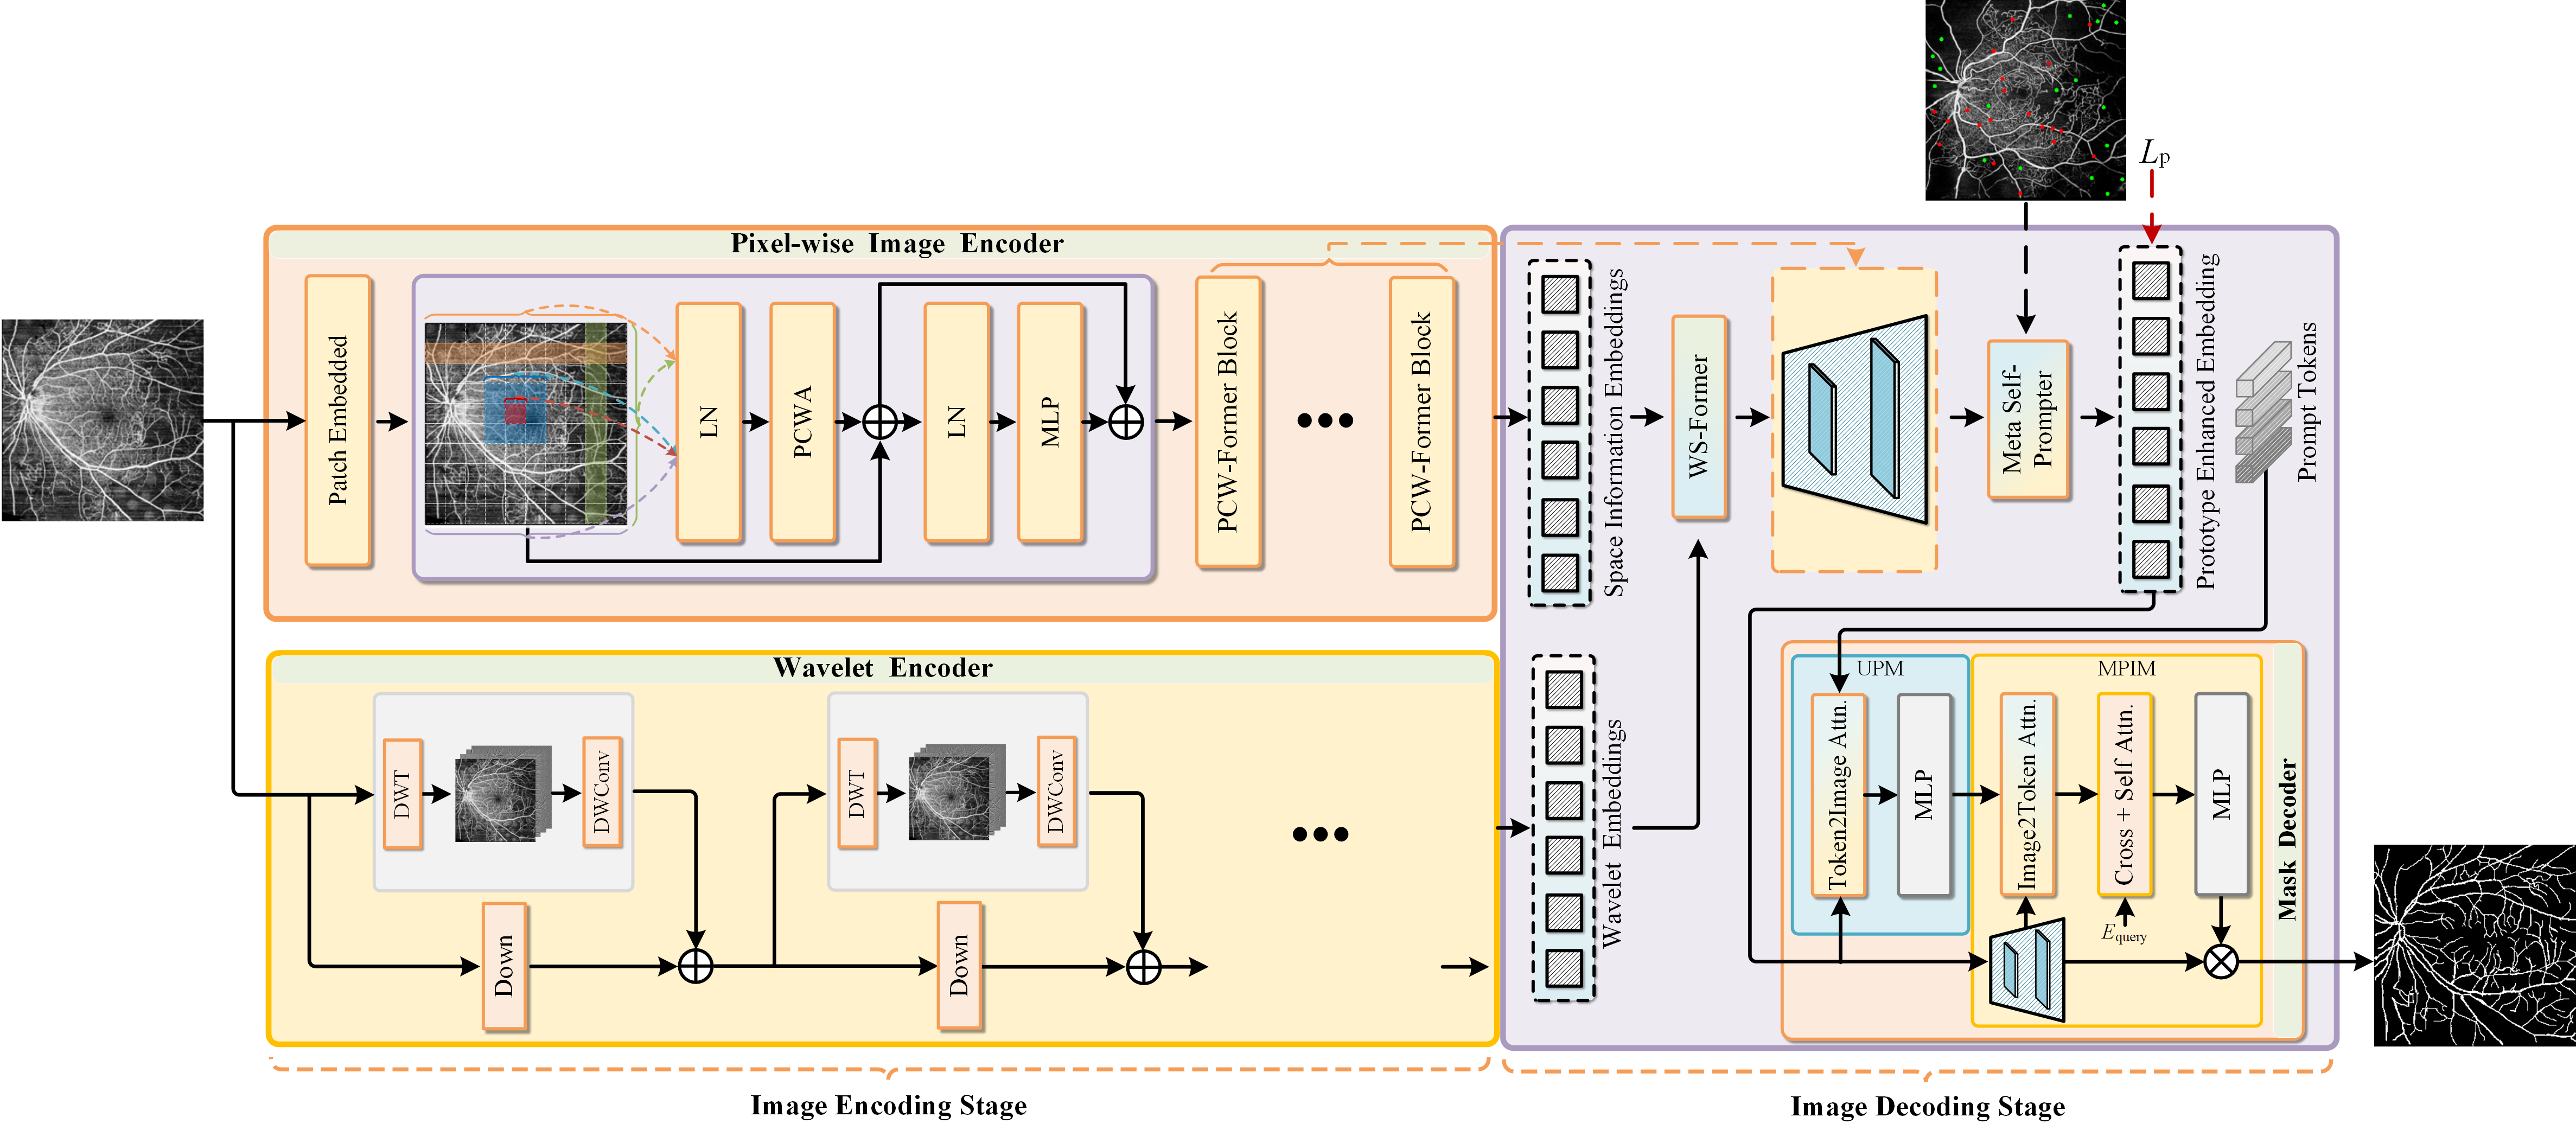 L_p
Pixel-wise Image Encoder
Patch Embedded
LN
PCWA
LN
MLP
PCW-Former Block
PCW-Former Block
Space Information Embeddings
WS-Former
Meta Self-
Prompter
Prototype Enhanced Embedding
Prompt Tokens
Wavelet Encoder
DWT
DWConv
Down
DWT
DWConv
Down
Wavelet Embeddings
UPM
Token2Image Attn.
MLP
MPIM
Image2Token Attn.
Cross + Self Attn.
MLP
E_query
Mask Decoder
Image Encoding Stage
Image Decoding Stage